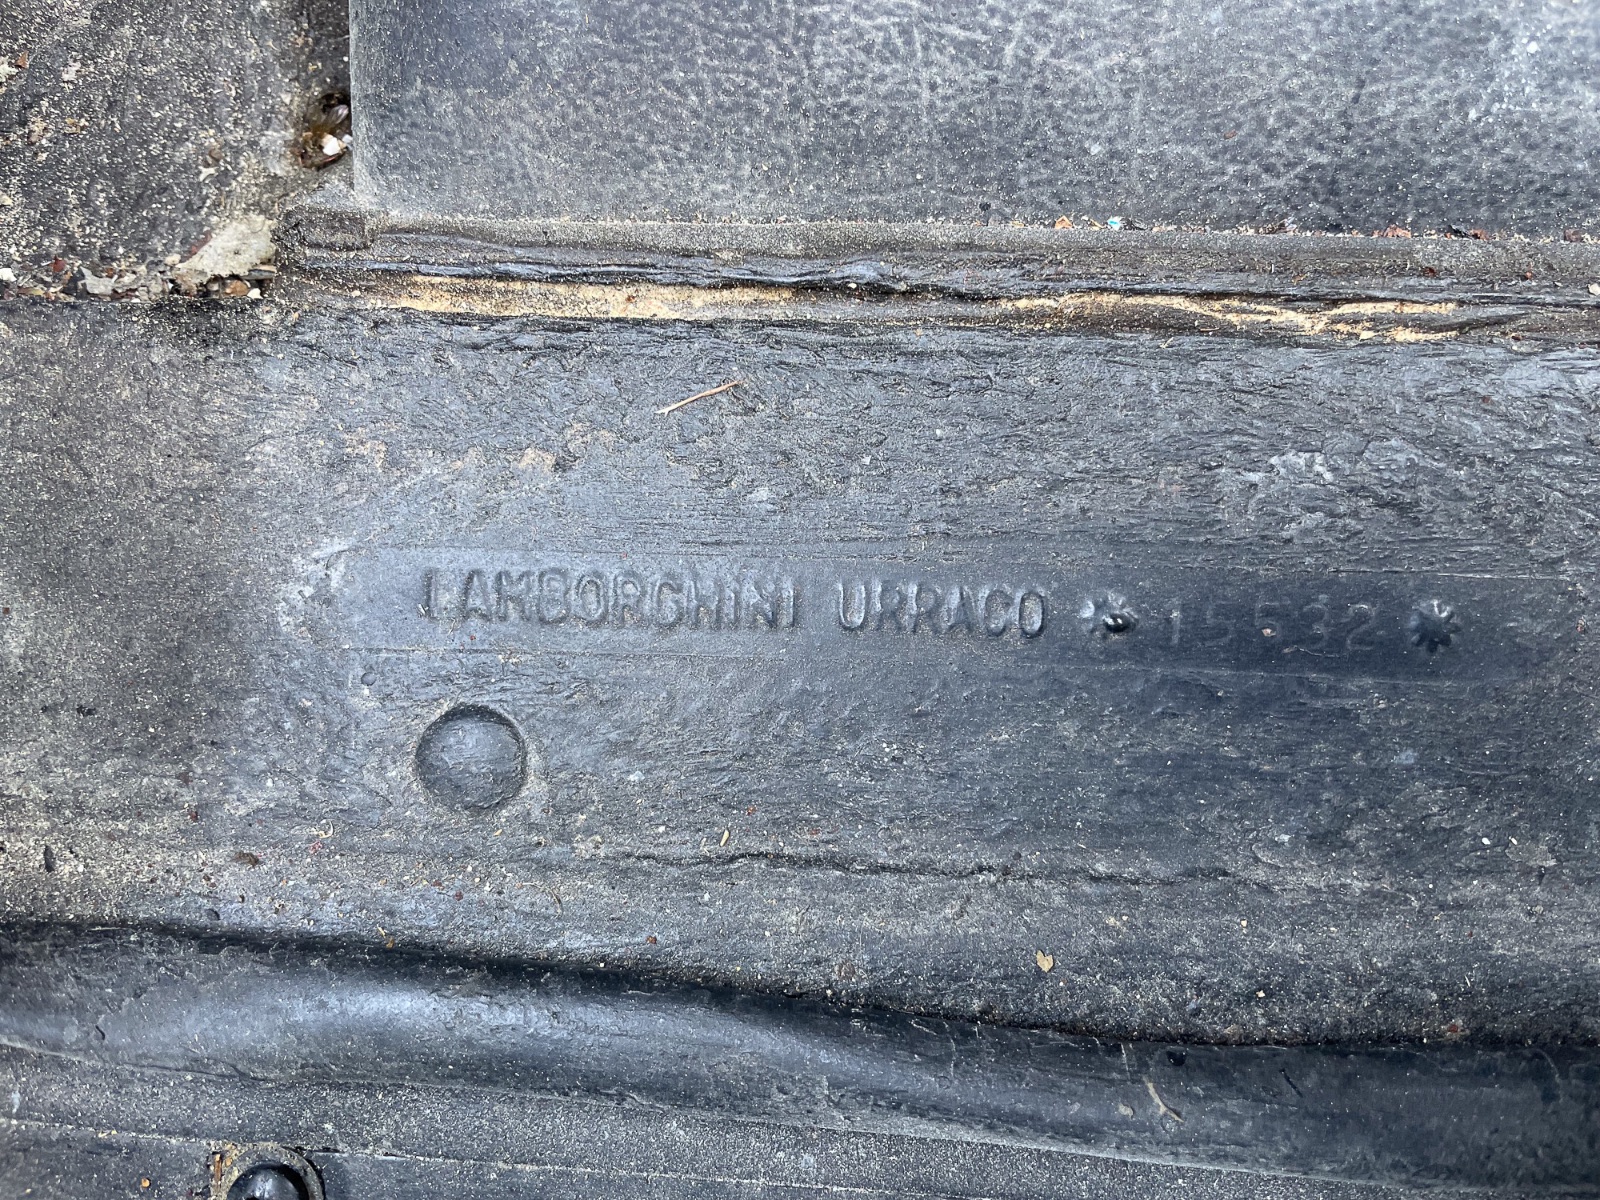 LAMBORGHINI URRACO * 15532 *